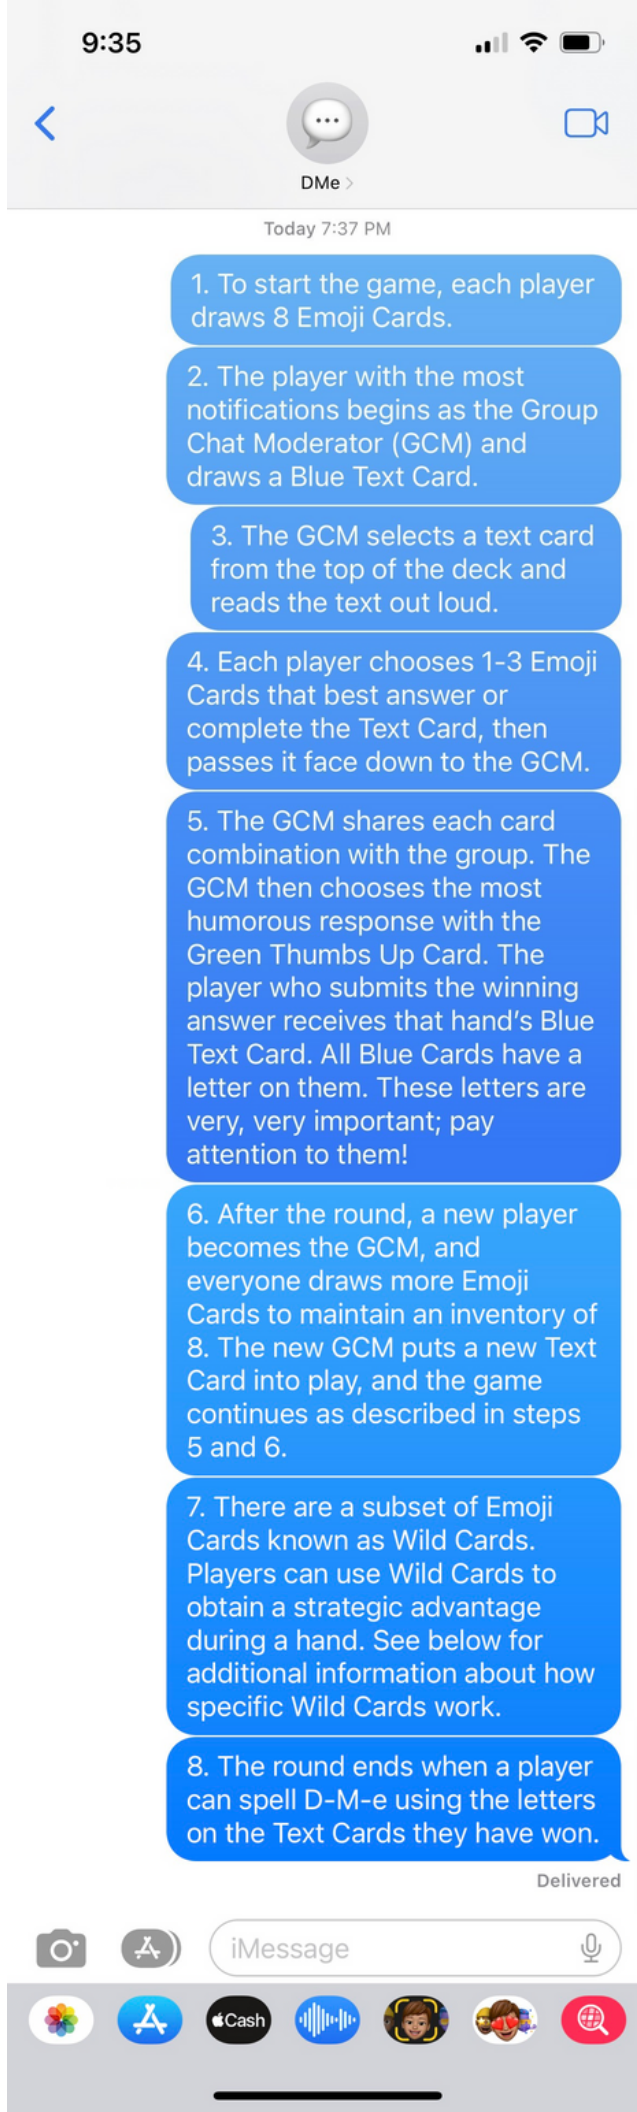 9:35
DMe
Today 7:37 PM
1. To start the game, each player
draws 8 Emoji Cards.
2. The player with the most
notifications begins as the Group
Chat Moderator (GCM) and
draws a Blue Text Card.
3. The GCM selects a text card
from the top of the deck and
reads the text out loud.
4. Each player chooses 1-3 Emoji
Cards that best answer or
complete the Text Card, then
passes it face down to the GCM.
5. The GCM shares each card
combination with the group. The
GCM then chooses the most
humorous response with the
Green Thumbs Up Card. The
player who submits the winning
answer receives that hand's Blue
Text Card. All Blue Cards have a
letter on them. These letters are
very, very important; pay
attention to them!
6. After the round, a new player
becomes the GCM, and
everyone draws more Emoji
Cards to maintain an inventory of
8. The new GCM puts a new Text
Card into play, and the game
continues as described in steps
5 and 6.
7. There are a subset of Emoji
Cards known as Wild Cards.
Players can use Wild Cards to
obtain a strategic advantage
during a hand. See below for
additional information about how
specific Wild Cards work.
8. The round ends when a player
can spell D-M-e using the letters
on the Text Cards they have won.
Delivered
iMessage
Cash